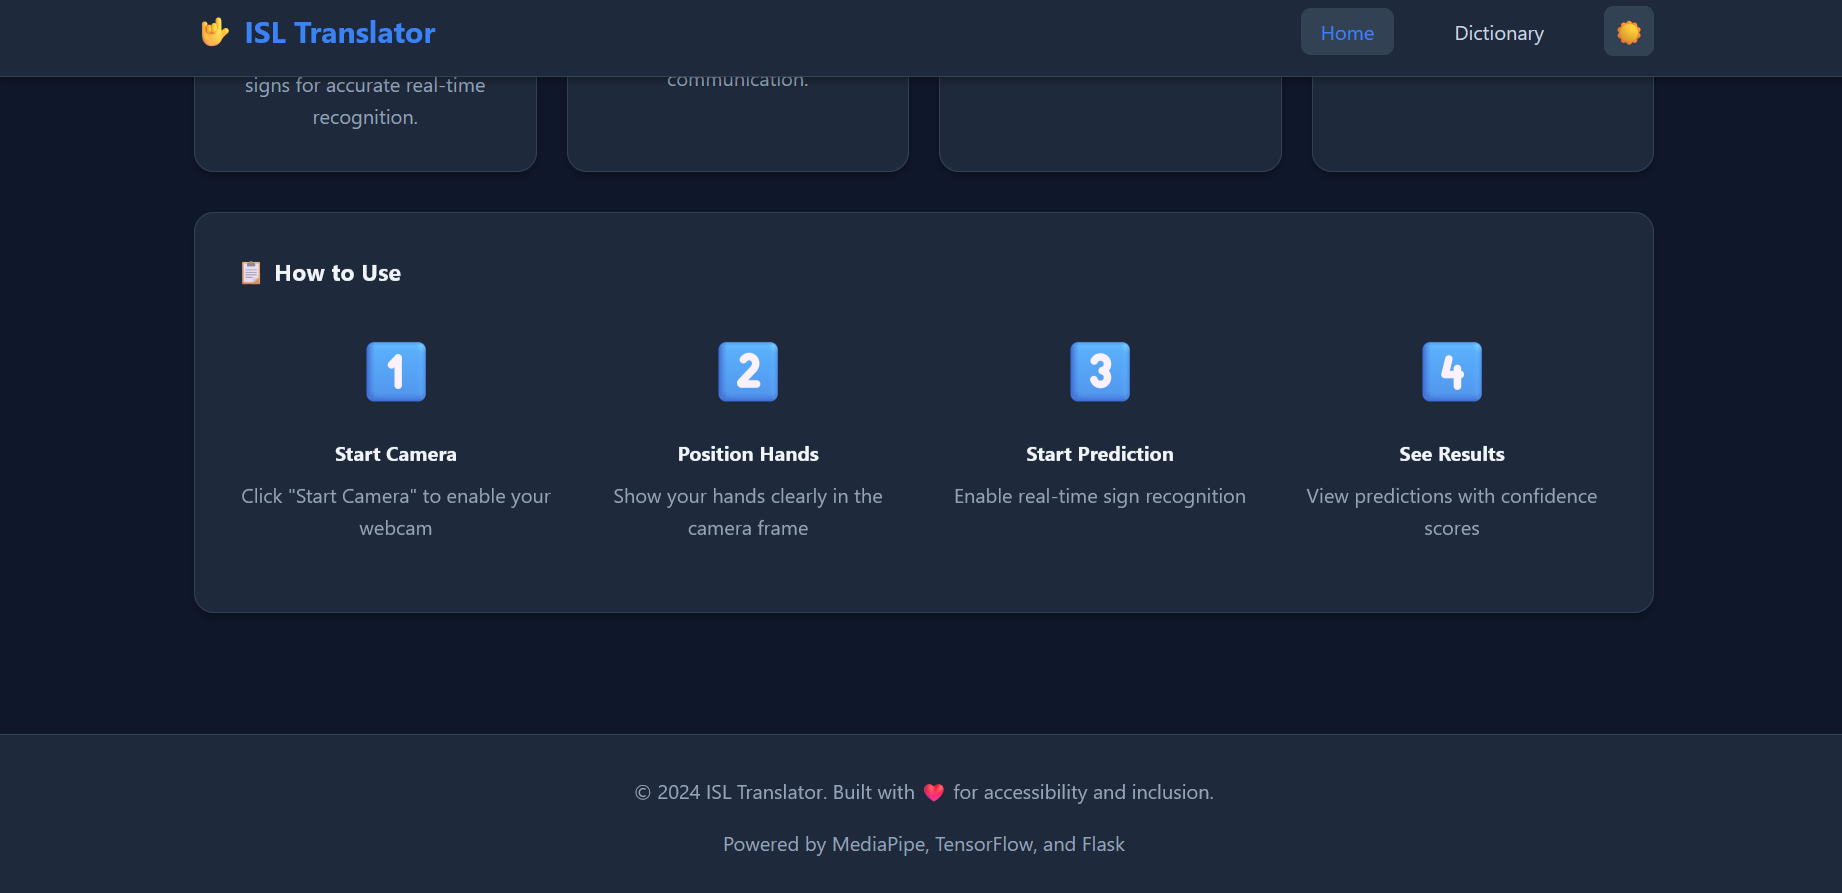 ISL Translator
Home
Dictionary
signs for accurate real-time
recognition.
communication.
How to Use
1
2
3
4
Start Camera
Click "Start Camera" to enable your
webcam
Position Hands
Show your hands clearly in the
camera frame
Start Prediction
Enable real-time sign recognition
See Results
View predictions with confidence
scores
© 2024 ISL Translator. Built with ❤️ for accessibility and inclusion.
Powered by MediaPipe, TensorFlow, and Flask